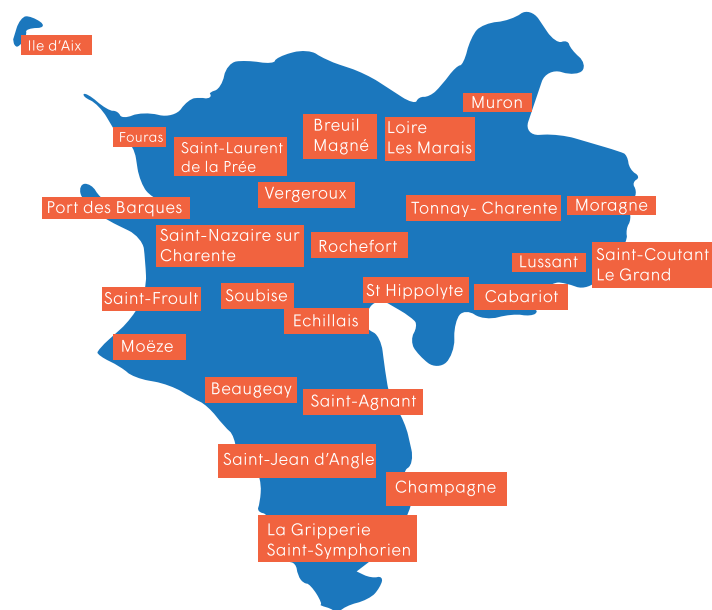 Ile d'Aix
Muron
Fouras
Breuil
Magné
Loire
Les Marais
Saint-Laurent
de la Prée
Vergeroux
Port des Barques
Tonnay- Charente
Moragne
Saint-Nazaire sur
Charente
Rochefort
Lussant
Saint-Coutant
Le Grand
Saint-Froult
Soubise
St Hippolyte
Cabariot
Echillais
Moëze
Beaugeay
Saint-Agnant
Saint-Jean d'Angle
Champagne
La Gripperie
Saint-Symphorien